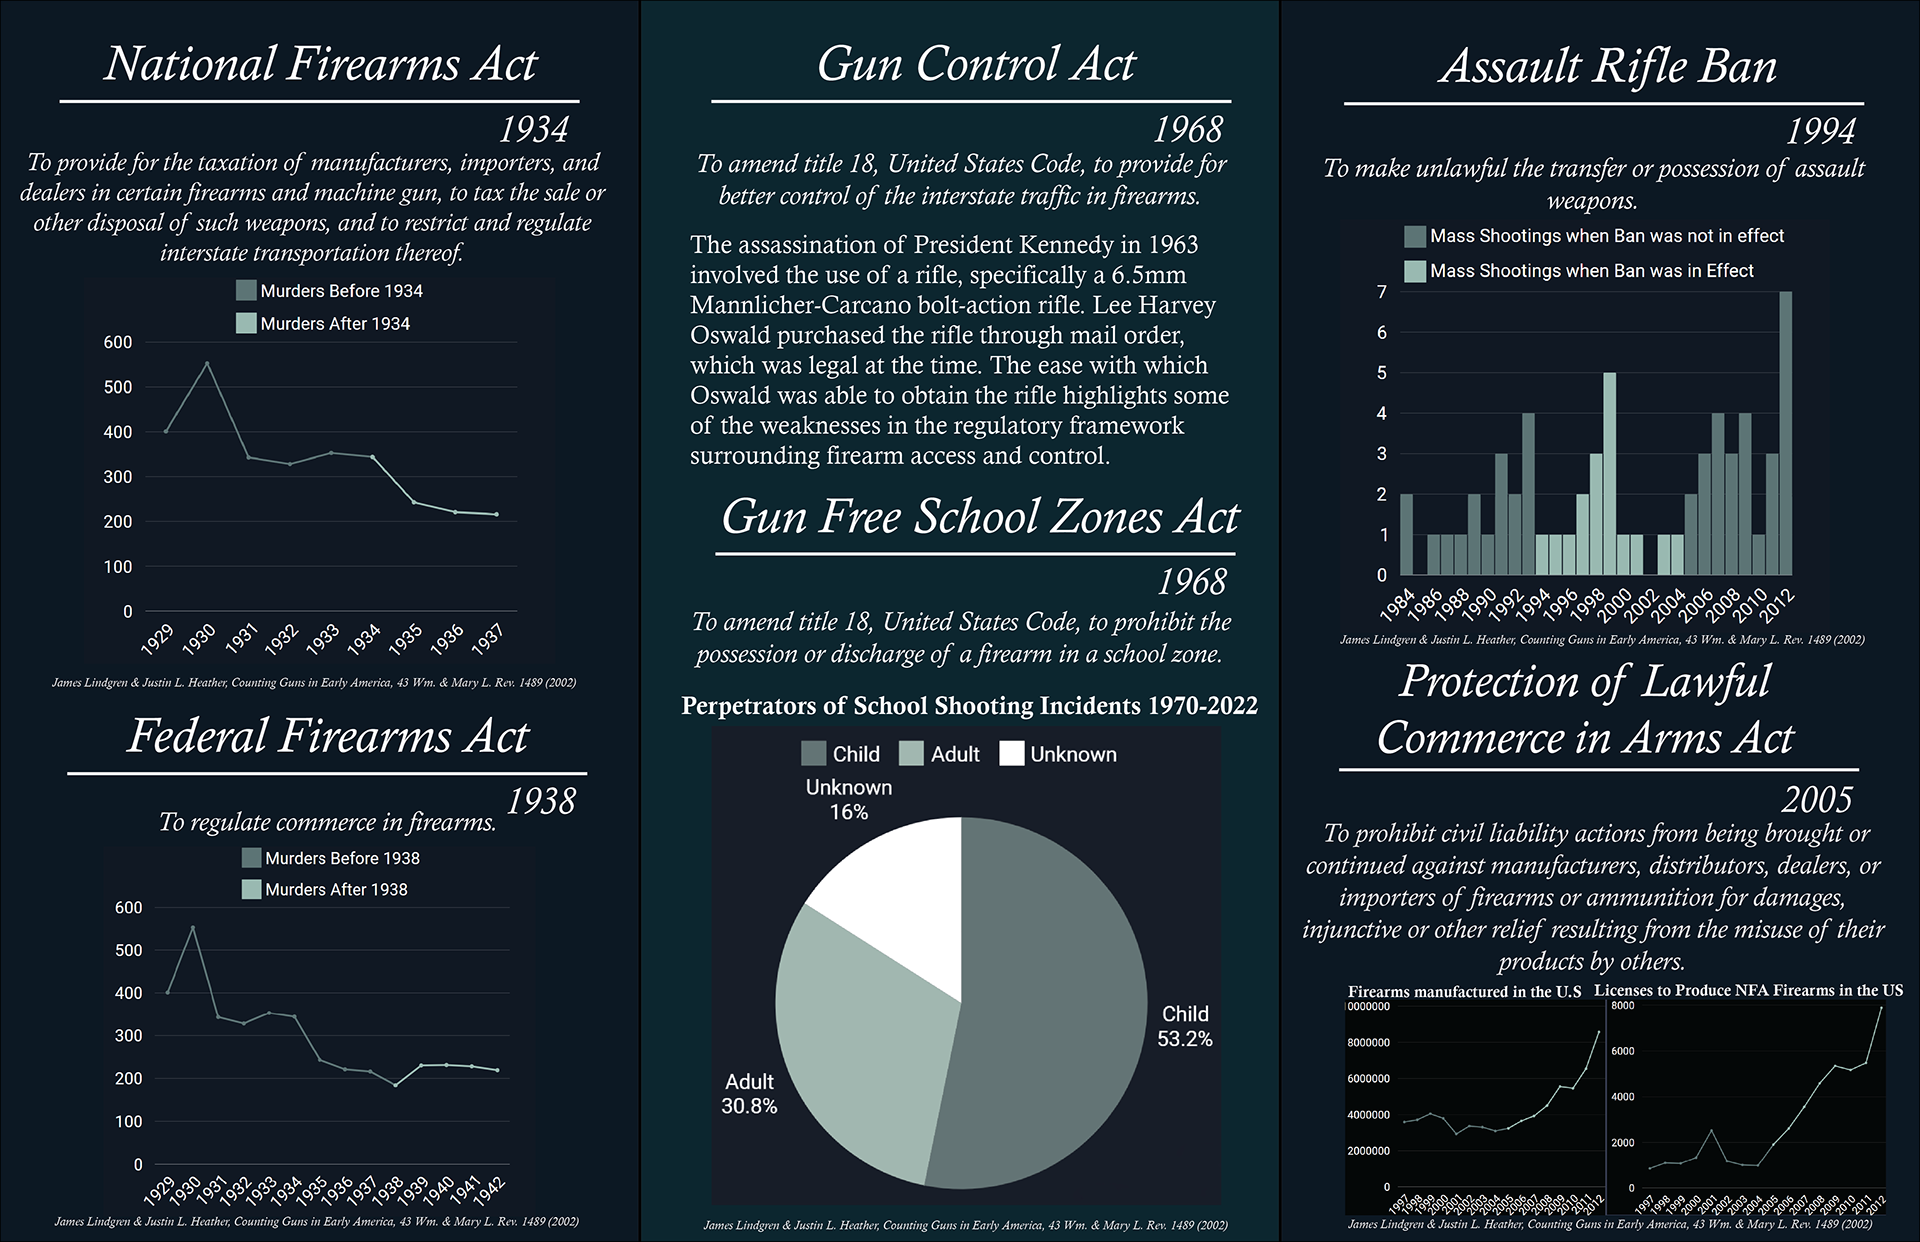 National Firearms Act
1934
To provide for the taxation of manufacturers, importers, and
dealers in certain firearms and machine gun, to tax the sale or
other disposal of such weapons, and to restrict and regulate
interstate transportation thereof.
Murders Before 1934
Murders After 1934
600
500
400
300
200
100
0
1929
1930
1931
1932
1933
1934
1935
1936
1937
James Lindgren & Justin L. Heather, Counting Guns in Early America, 43 Wm. & Mary L. Rev. 1489 (2002)
Federal Firearms Act
1938
To regulate commerce in firearms.
Murders Before 1938
Murders After 1938
600
500
400
300
200
100
0
1929
1930
1931
1932
1933
1934
1935
1936
1937
1938
1939
1940
1941
1942
James Lindgren & Justin L. Heather, Counting Guns in Early America, 43 Wm. & Mary L. Rev. 1489 (2002)
Gun Control Act
1968
To amend title 18, United States Code, to provide for
better control of the interstate traffic in firearms.
The assassination of President Kennedy in 1963
involved the use of a rifle, specifically a 6.5mm
Mannlicher-Carcano bolt-action rifle. Lee Harvey
Oswald purchased the rifle through mail order,
which was legal at the time. The ease with which
Oswald was able to obtain the rifle highlights some
of the weaknesses in the regulatory framework
surrounding firearm access and control.
Gun Free School Zones Act
1968
To amend title 18, United States Code, to prohibit the
possession or discharge of a firearm in a school zone.
Perpetrators of School Shooting Incidents 1970-2022
Child
Adult
Unknown
Unknown
16%
Child
53.2%
Adult
30.8%
James Lindgren & Justin L. Heather, Counting Guns in Early America, 43 Wm. & Mary L. Rev. 1489 (2002)
Assault Rifle Ban
1994
To make unlawful the transfer or possession of assault
weapons.
Mass Shootings when Ban was not in effect
Mass Shootings when Ban was in Effect
7
6
5
4
3
2
1
0
1984
1986
1988
1990
1992
1994
1996
1998
2000
2002
2004
2006
2008
2010
2012
James Lindgren & Justin L. Heather, Counting Guns in Early America, 43 Wm. & Mary L. Rev. 1489 (2002)
Protection of Lawful
Commerce in Arms Act
2005
To prohibit civil liability actions from being brought or
continued against manufacturers, distributors, dealers, or
importers of firearms or ammunition for damages,
injunctive or other relief resulting from the misuse of their
products by others.
Firearms manufactured in the U.S
10000000
8000000
6000000
4000000
2000000
0
1997
1998
1999
2000
2001
2002
2003
2004
2005
2006
2007
2008
2009
2010
2011
2012
Licenses to Produce NFA Firearms in the US
8000
6000
4000
2000
0
1997
1998
1999
2000
2001
2002
2003
2004
2005
2006
2007
2008
2009
2010
2011
2012
James Lindgren & Justin L. Heather, Counting Guns in Early America, 43 Wm. & Mary L. Rev. 1489 (2002)